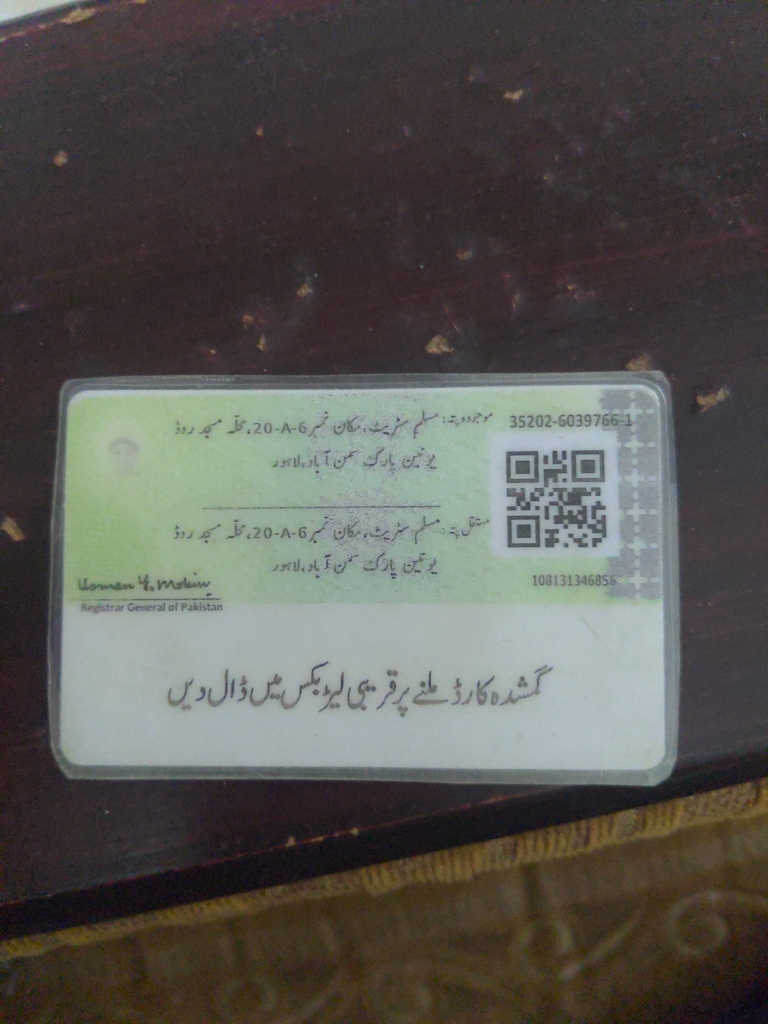 35202-6039766-1
موجودہ پتہ: مسلم سٹریٹ، مکان نمبر 6-A-20، محلّہ مسجد روڈ
یونین پارک سمن آباد، لاہور
مستقل پتہ: مسلم سٹریٹ، مکان نمبر 6-A-20، محلّہ مسجد روڈ
یونین پارک سمن آباد، لاہور
108131346856
Usman Y. Mobin
Registrar General of Pakistan
گمشدہ کارڈ ملنے پر قریبی لیٹر بکس میں ڈال دیں